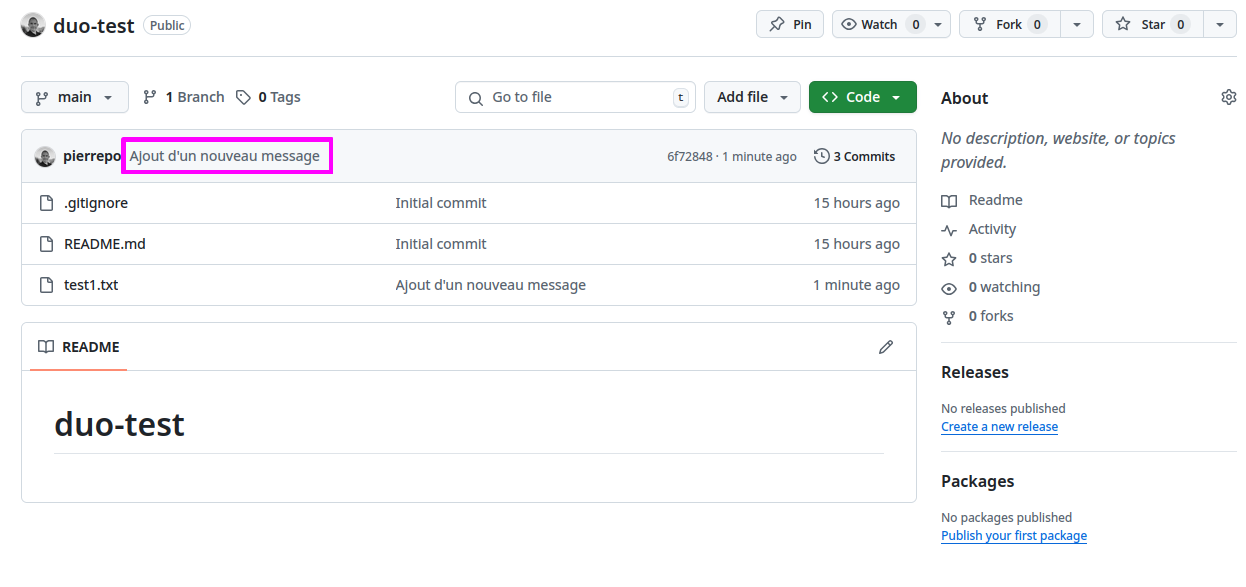 duo-test Public Pin Watch 0 Fork 0 Star 0
main 1 Branch 0 Tags Go to file t Add file Code
pierrepo Ajout d'un nouveau message 6f72848 · 1 minute ago 3 Commits
.gitignore Initial commit 15 hours ago
README.md Initial commit 15 hours ago
test1.txt Ajout d'un nouveau message 1 minute ago
README
duo-test
About
No description, website, or topics
provided.
Readme
Activity
0 stars
0 watching
0 forks
Releases
No releases published
Create a new release
Packages
No packages published
Publish your first package